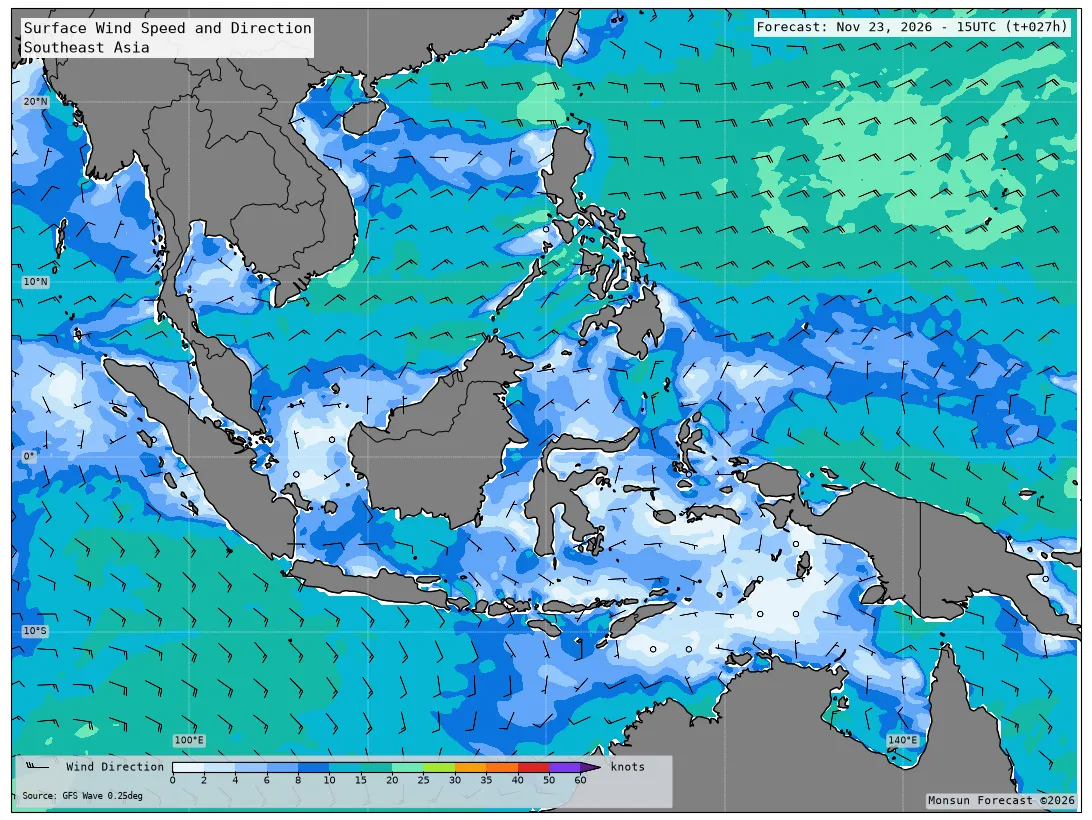 Surface Wind Speed and Direction
Southeast Asia
Forecast: Nov 23, 2026 - 15UTC (t+027h)
20°N
10°N
0°
10°S
100°E
140°E
Wind Direction
0 2 4 6 8 10 15 20 25 30 35 40 50 60
knots
Source: GFS Wave 0.25deg
Monsun Forecast ©2026